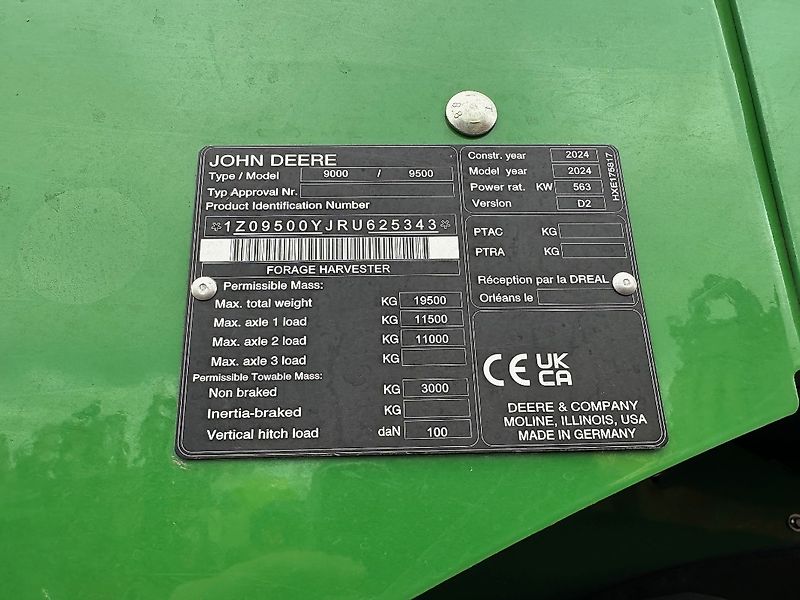 JOHN DEERE
Type / Model 9000 / 9500
Typ Approval Nr.
Product Identification Number
*1Z09500YJRU625343*
FORAGE HARVESTER
Permissible Mass:
Max. total weight KG 19500
Max. axle 1 load KG 11500
Max. axle 2 load KG 11000
Max. axle 3 load KG
Permissible Towable Mass:
Non braked KG 3000
Inertia-braked KG
Vertical hitch load daN 100
Constr. year 2024
Model year 2024
Power rat. KW 563
Version D2
HXE175817
PTAC KG
PTRA KG
Réception par la DREAL
Orléans le
CE UK
CA
DEERE & COMPANY
MOLINE, ILLINOIS, USA
MADE IN GERMANY